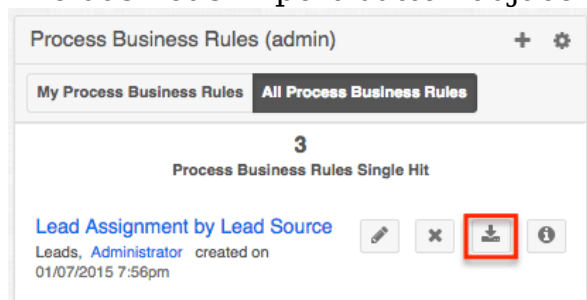 Process Business Rules (admin)
My Process Business Rules All Process Business Rules
3
Process Business Rules Single Hit
Lead Assignment by Lead Source
Leads, Administrator created on
01/07/2015 7:56pm